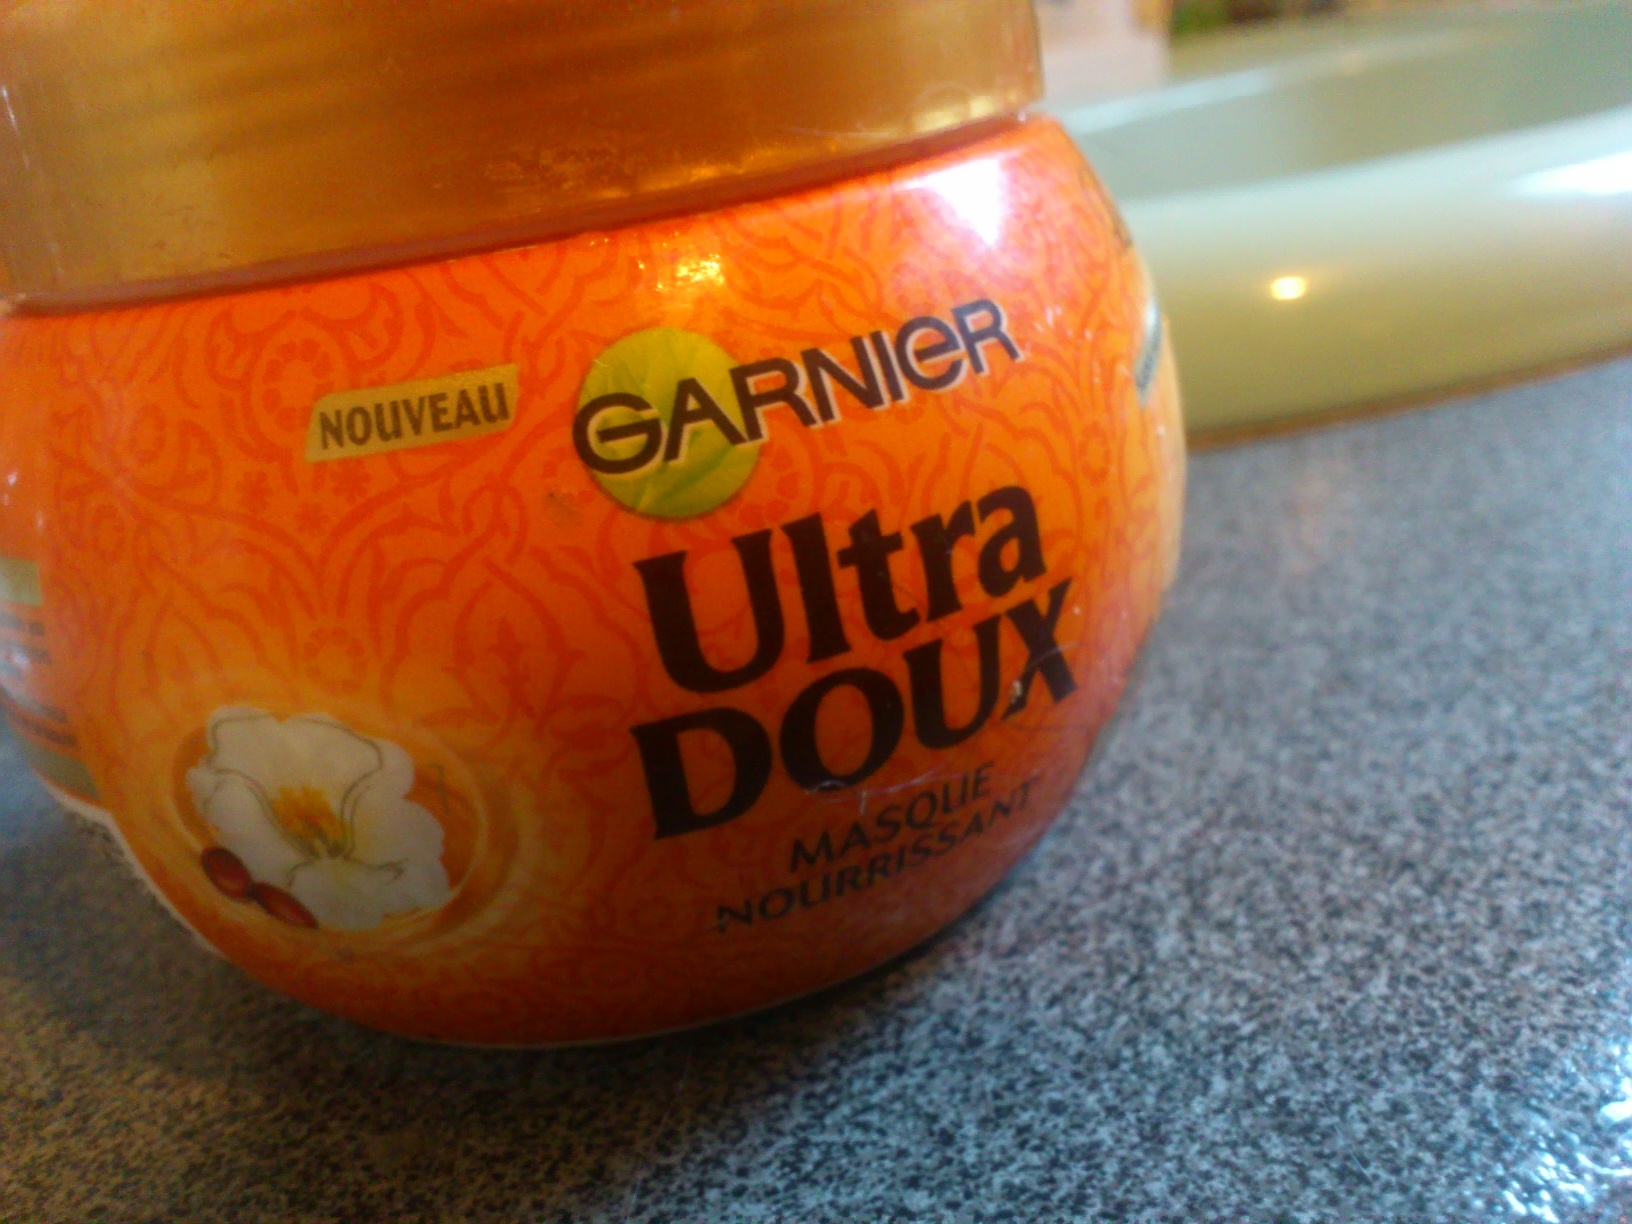 NOUVEAU
GARNIER
Ultra
DOUX
MASQUE
NOURRISSANT